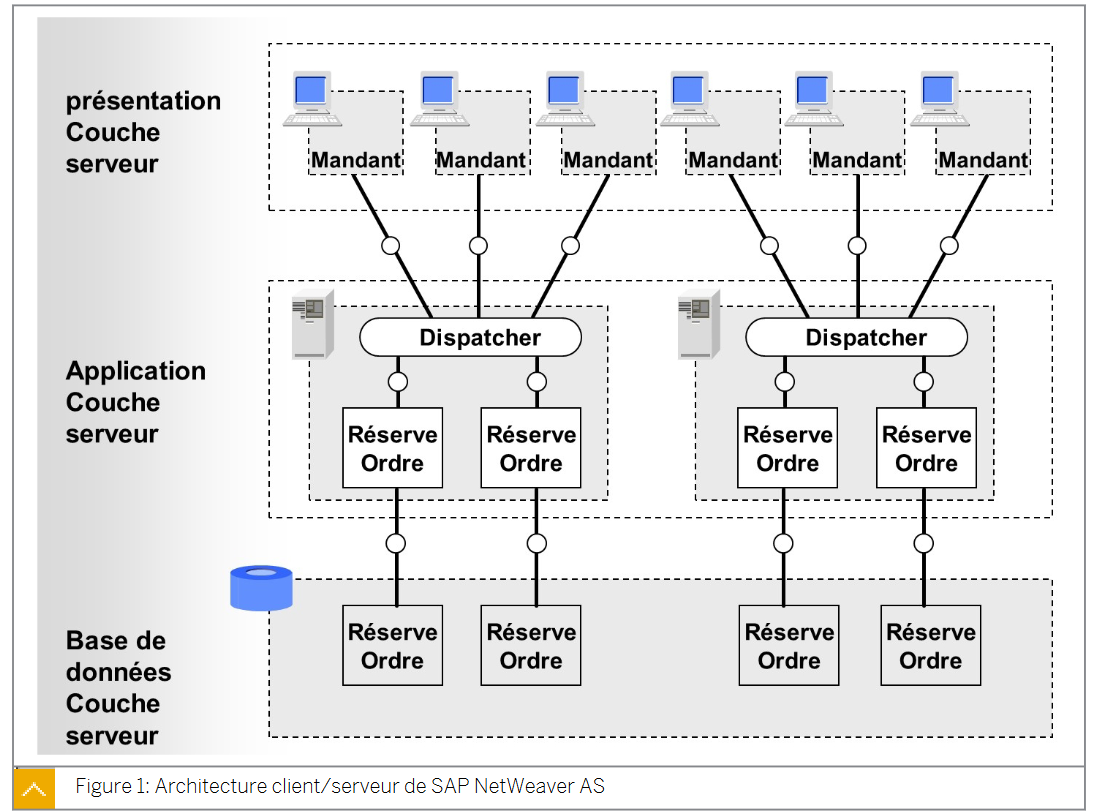 présentation
Couche
serveur
Mandant Mandant Mandant Mandant Mandant Mandant
Application
Couche
serveur
Dispatcher Dispatcher
Réserve Réserve Réserve Réserve
Ordre Ordre Ordre Ordre
Base de
données
Couche
serveur
Réserve Réserve Réserve Réserve
Ordre Ordre Ordre Ordre
Figure 1: Architecture client/serveur de SAP NetWeaver AS